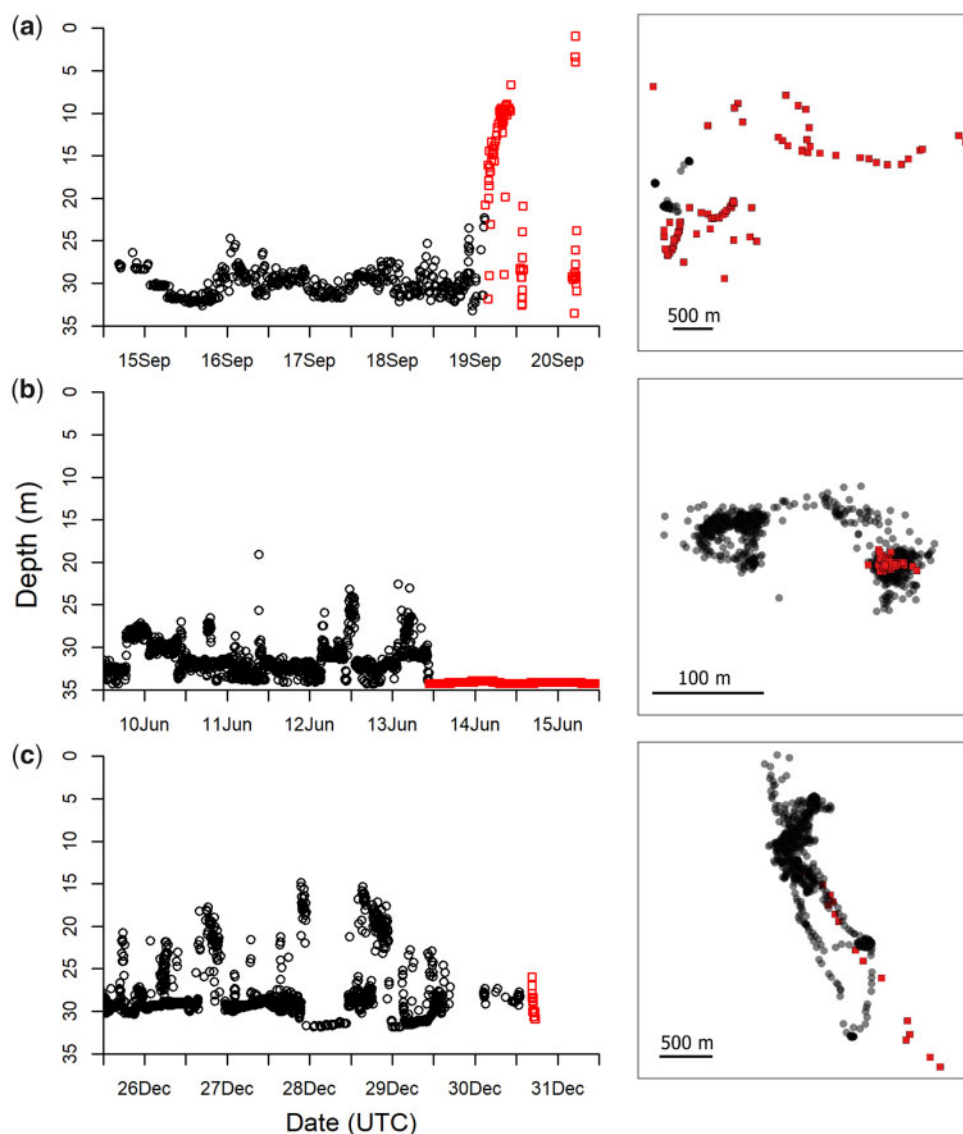 (a)
0
5
10
15
20
25
30
35
15Sep 16Sep 17Sep 18Sep 19Sep 20Sep
500 m
(b)
0
5
10
15
20
25
30
35
Depth (m)
10Jun 11Jun 12Jun 13Jun 14Jun 15Jun
100 m
(c)
0
5
10
15
20
25
30
35
26Dec 27Dec 28Dec 29Dec 30Dec 31Dec
Date (UTC)
500 m